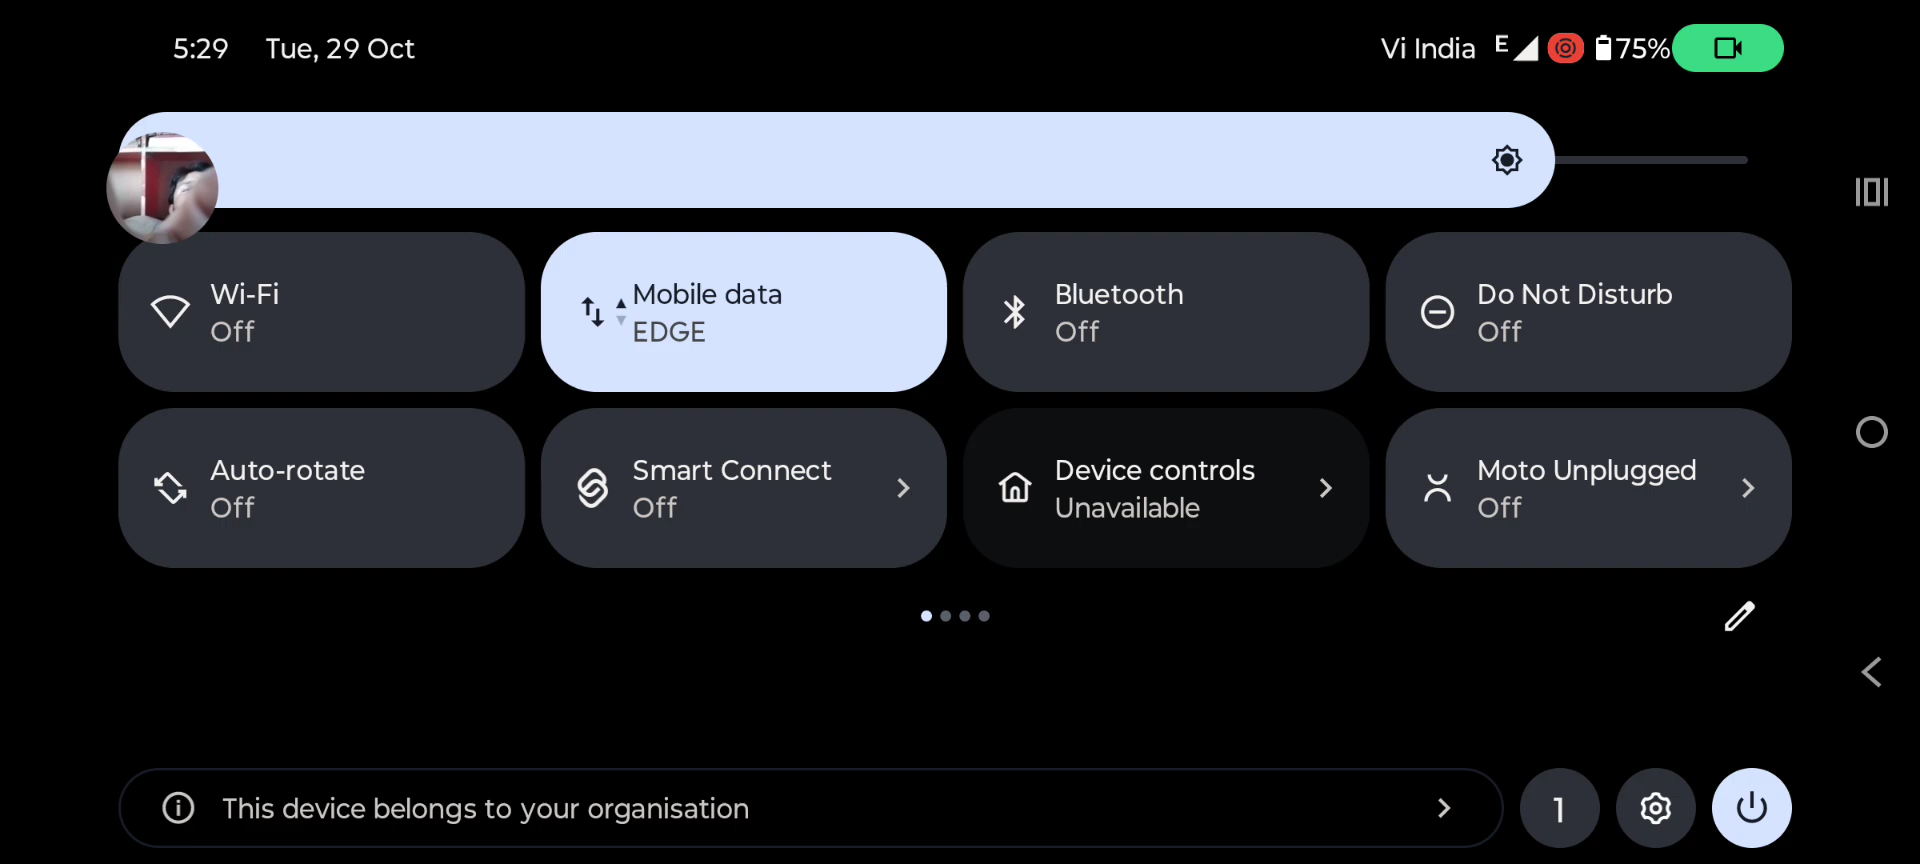 5:29 Tue, 29 Oct Vi India E 75%
Wi-Fi
Off
Mobile data
EDGE
Bluetooth
Off
Do Not Disturb
Off
Auto-rotate
Off
Smart Connect
Off
Device controls
Unavailable
Moto Unplugged
Off
This device belongs to your organisation 1